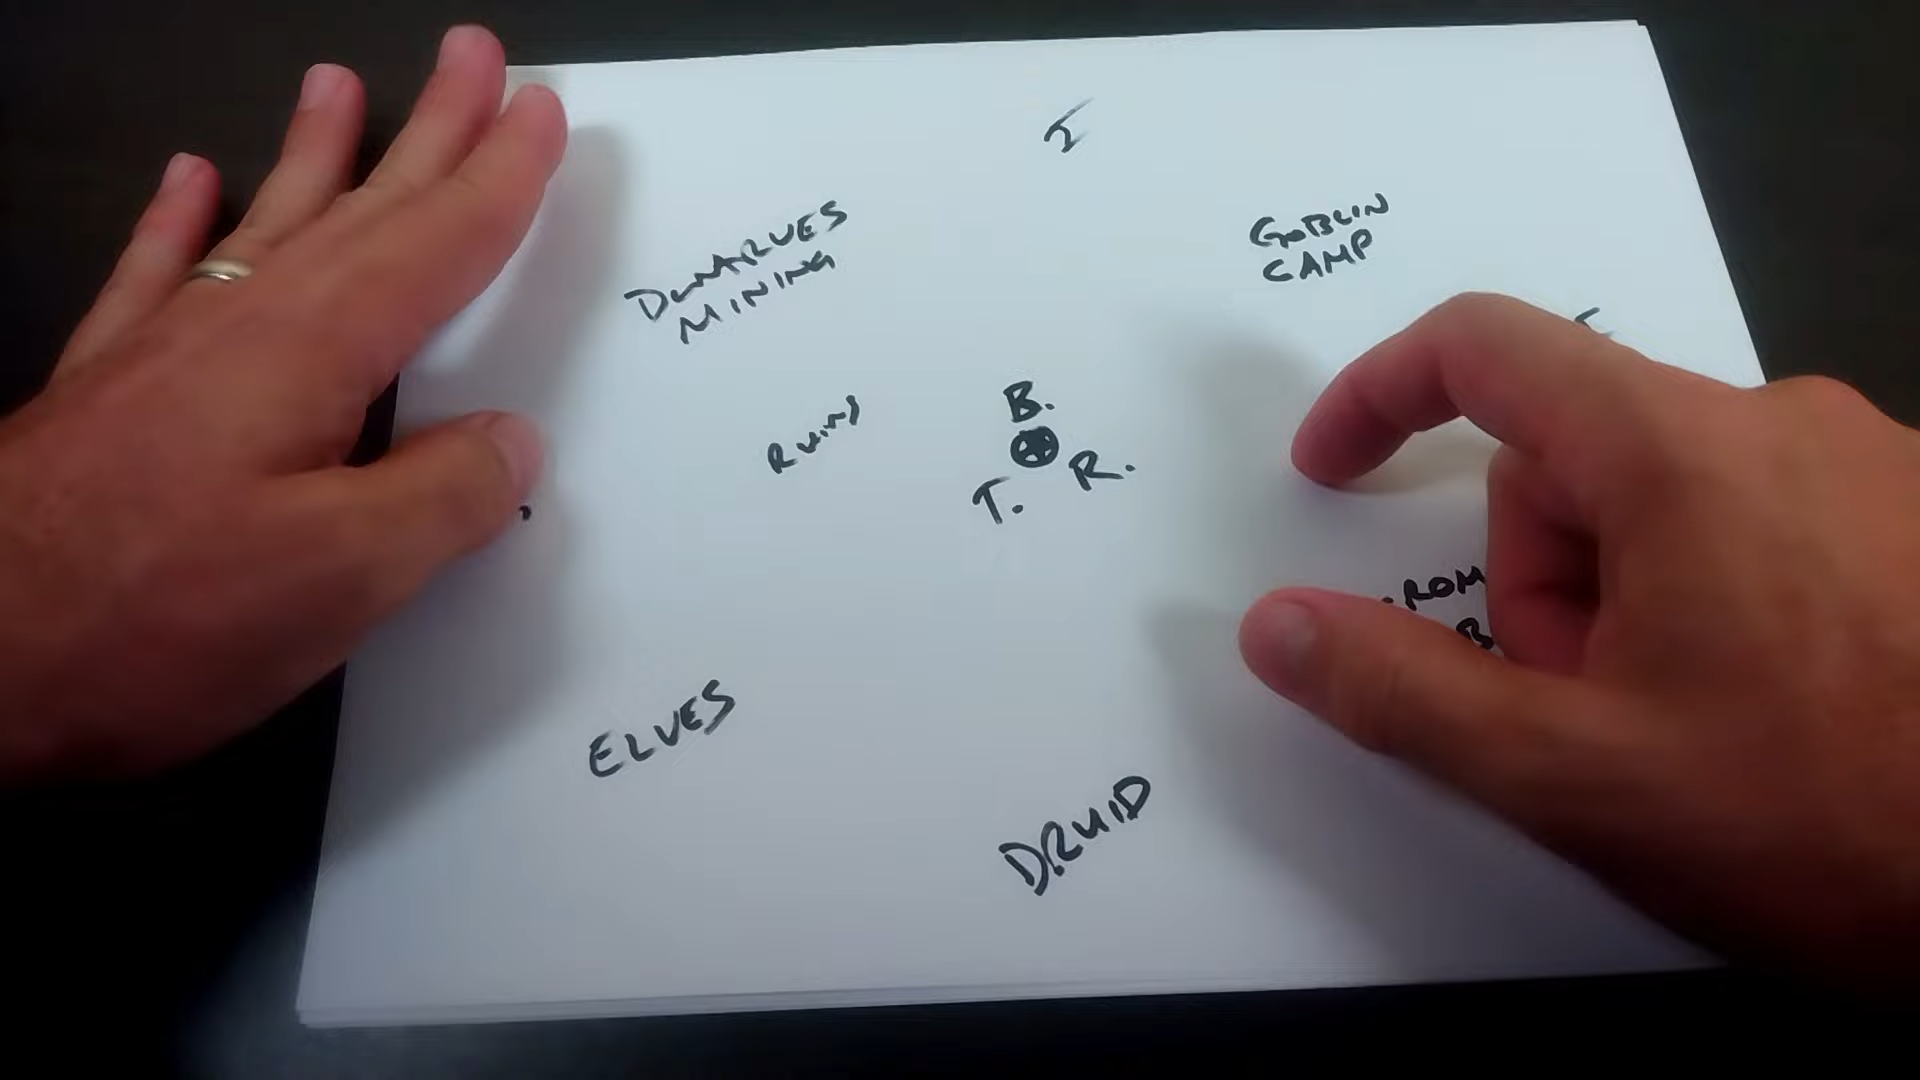 I
DWARVES
MINING
GOBLIN
CAMP
RUINS
B.
T.
R.
ELVES
DRUID